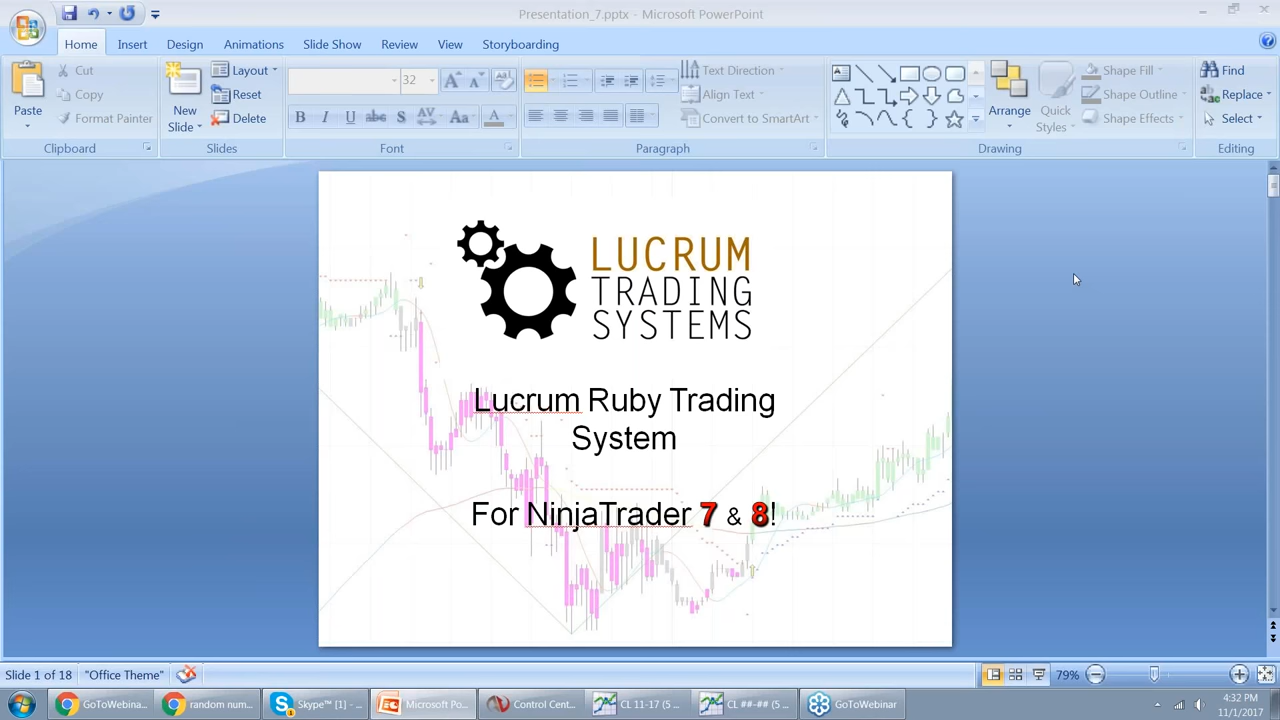 Presentation_7.pptx - Microsoft PowerPoint
Home Insert Design Animations Slide Show Review View Storyboarding
Paste
Cut
Copy
Format Painter
Clipboard
New Slide
Layout
Reset
Delete
Slides
32
B I U abc S AV Aa A
Font
Text Direction
Align Text
Convert to SmartArt
Paragraph
Arrange
Quick Styles
Shape Fill
Shape Outline
Shape Effects
Drawing
Find
Replace
Select
Editing
LUCRUM
TRADING
SYSTEMS
Lucrum Ruby Trading
System
For NinjaTrader 7 & 8!
Slide 1 of 18 "Office Theme" 79%
GoToWebina... random num... Skype™ [1] - ... Microsoft Po... Control Cent... CL 11-17 (5 ... CL ##-## (5 ... GoToWebinar
4:32 PM
11/1/2017